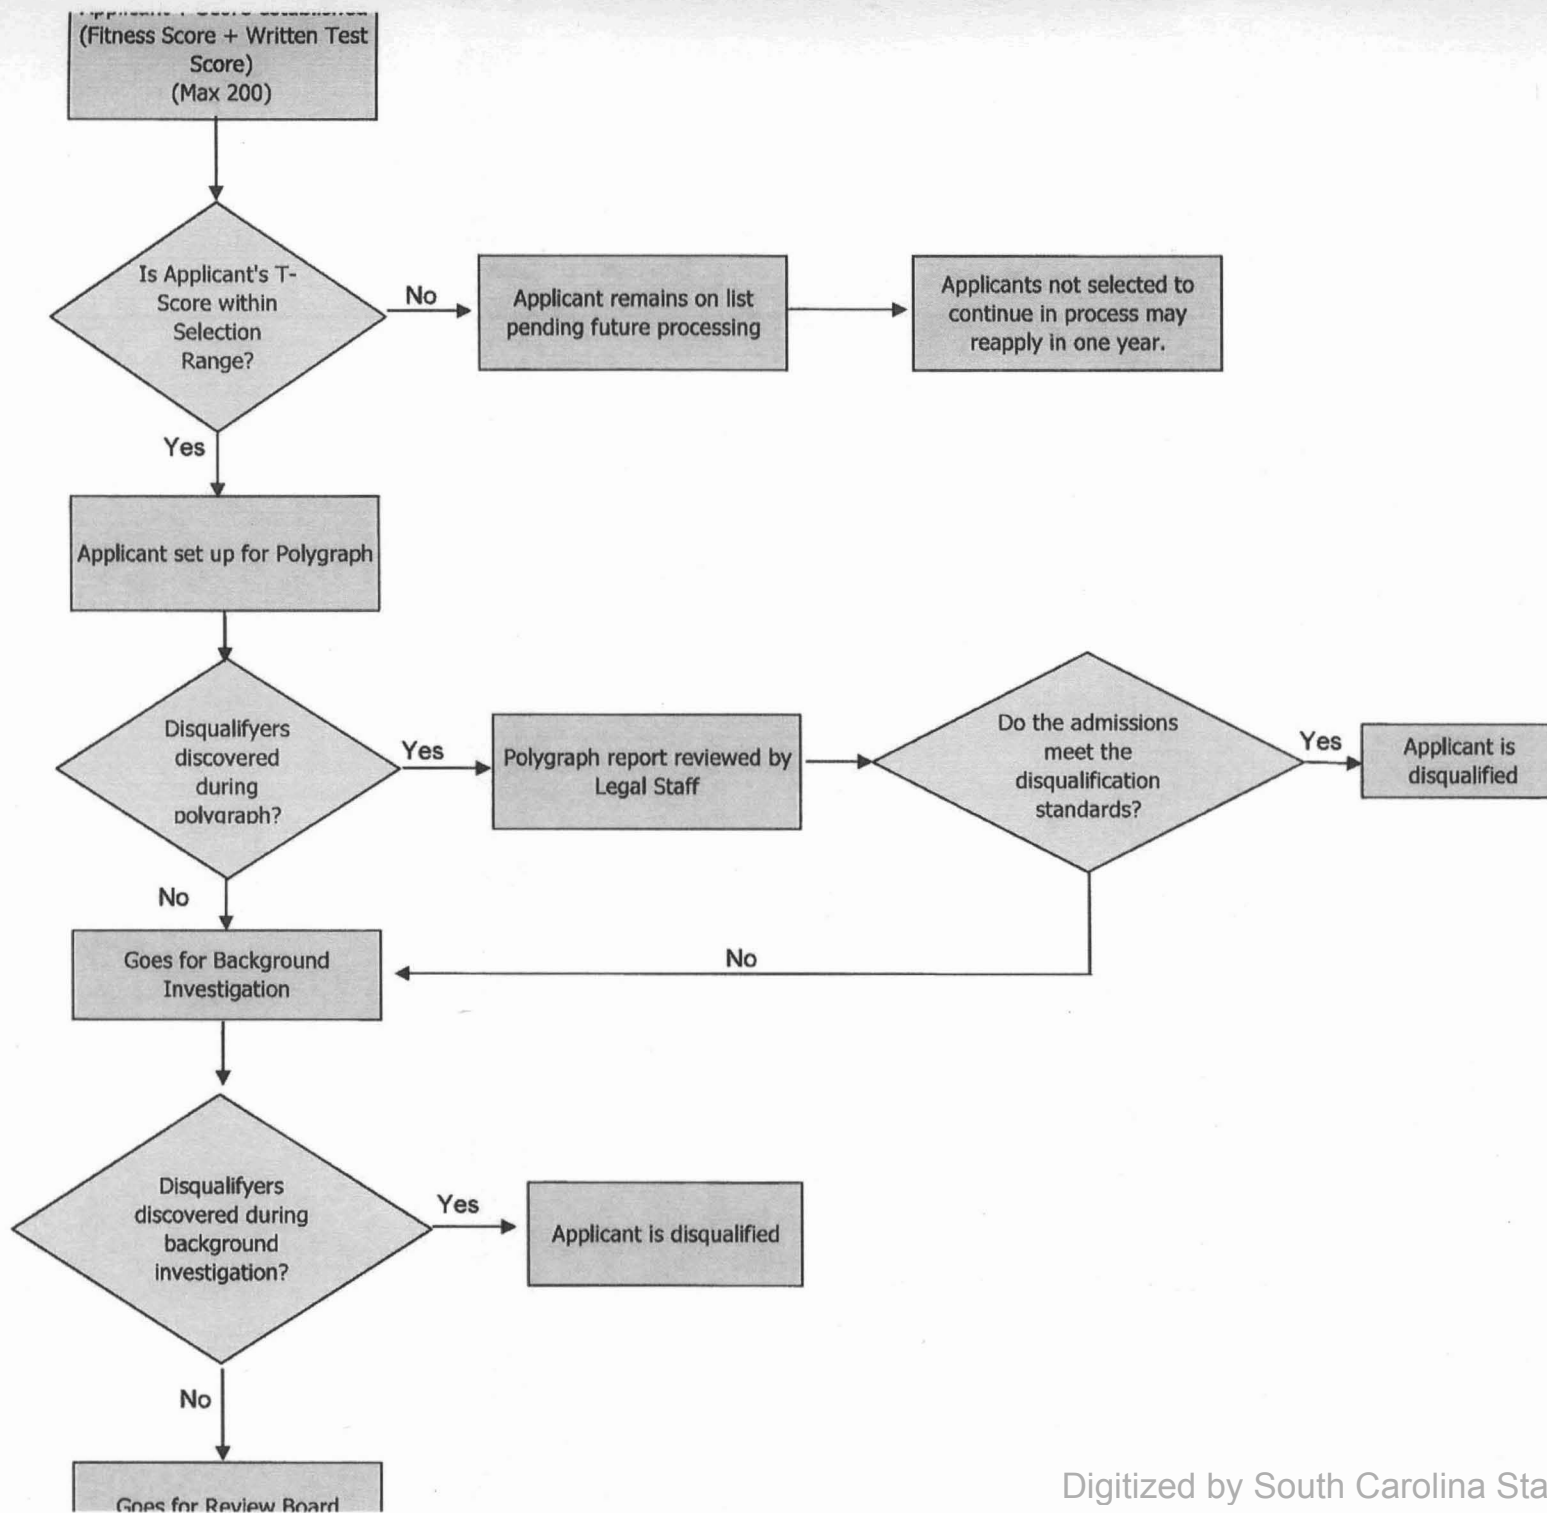 (Fitness Score + Written Test
Score)
(Max 200)
Is Applicant's T-
Score within
Selection
Range?
No
Applicant remains on list
pending future processing
Applicants not selected to
continue in process may
reapply in one year.
Yes
Applicant set up for Polygraph
Disqualifyers
discovered
during
polygraph?
Yes
Polygraph report reviewed by
Legal Staff
Do the admissions
meet the
disqualification
standards?
Yes
Applicant is
disqualified
No
Goes for Background
Investigation
No
Disqualifyers
discovered during
background
investigation?
Yes
Applicant is disqualified
No
Goes for Review Board
Digitized by South Carolina Sta